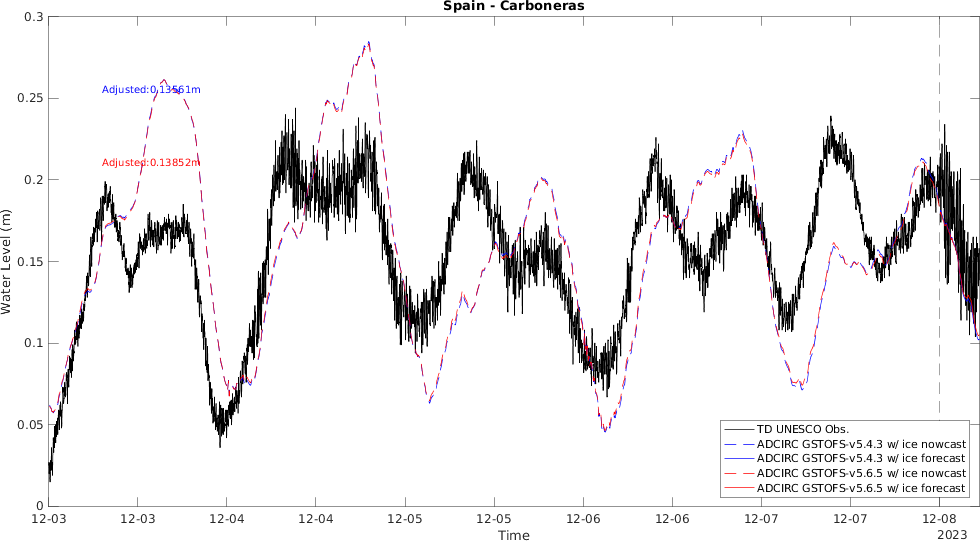 Spain - Carboneras
0.3
0.25
0.2
0.15
0.1
0.05
0
Water Level (m)
Adjusted:0.13561m
Adjusted:0.13852m
TD UNESCO Obs.
ADCIRC GSTOFS-v5.4.3 w/ ice nowcast
ADCIRC GSTOFS-v5.4.3 w/ ice forecast
ADCIRC GSTOFS-v5.6.5 w/ ice nowcast
ADCIRC GSTOFS-v5.6.5 w/ ice forecast
12-03 12-03 12-04 12-04 12-05 12-05 12-06 12-06 12-07 12-07 12-08
2023
Time